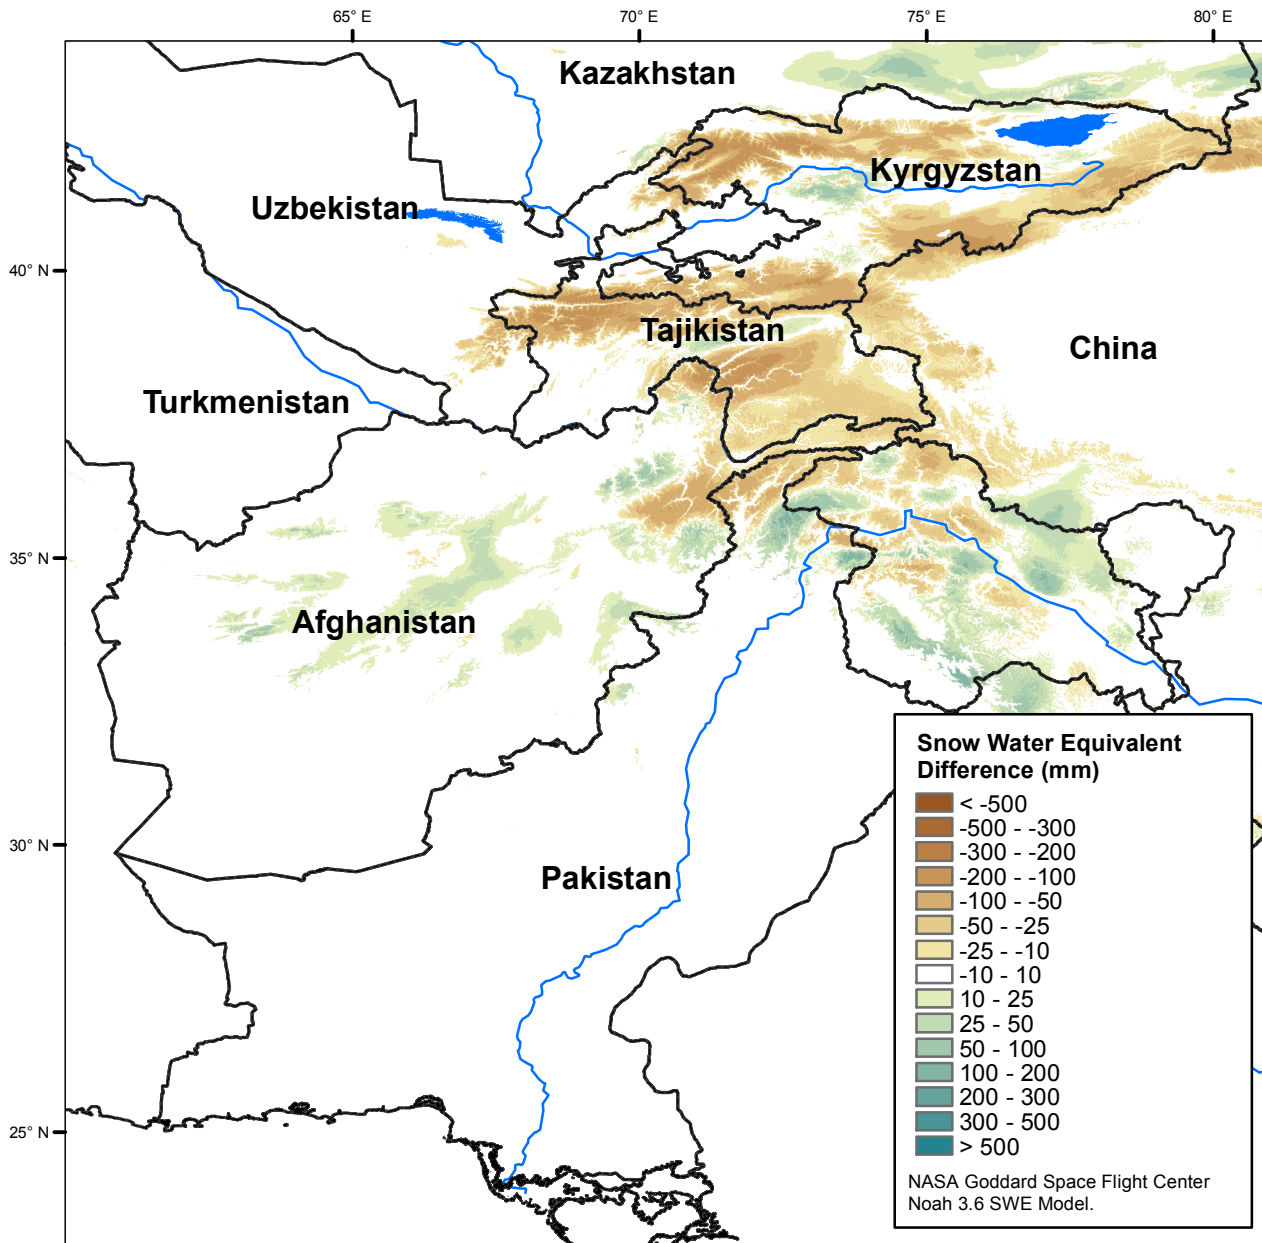 65° E
70° E
75° E
80° E
Kazakhstan
Kyrgyzstan
Uzbekistan
40° N
Tajikistan
China
Turkmenistan
35° N
Afghanistan
Snow Water Equivalent
Difference (mm)
< -500
-500 - -300
-300 - -200
-200 - -100
-100 - -50
-50 - -25
-25 - -10
-10 - 10
10 - 25
25 - 50
50 - 100
100 - 200
200 - 300
300 - 500
> 500
NASA Goddard Space Flight Center
Noah 3.6 SWE Model.
30° N
Pakistan
25° N